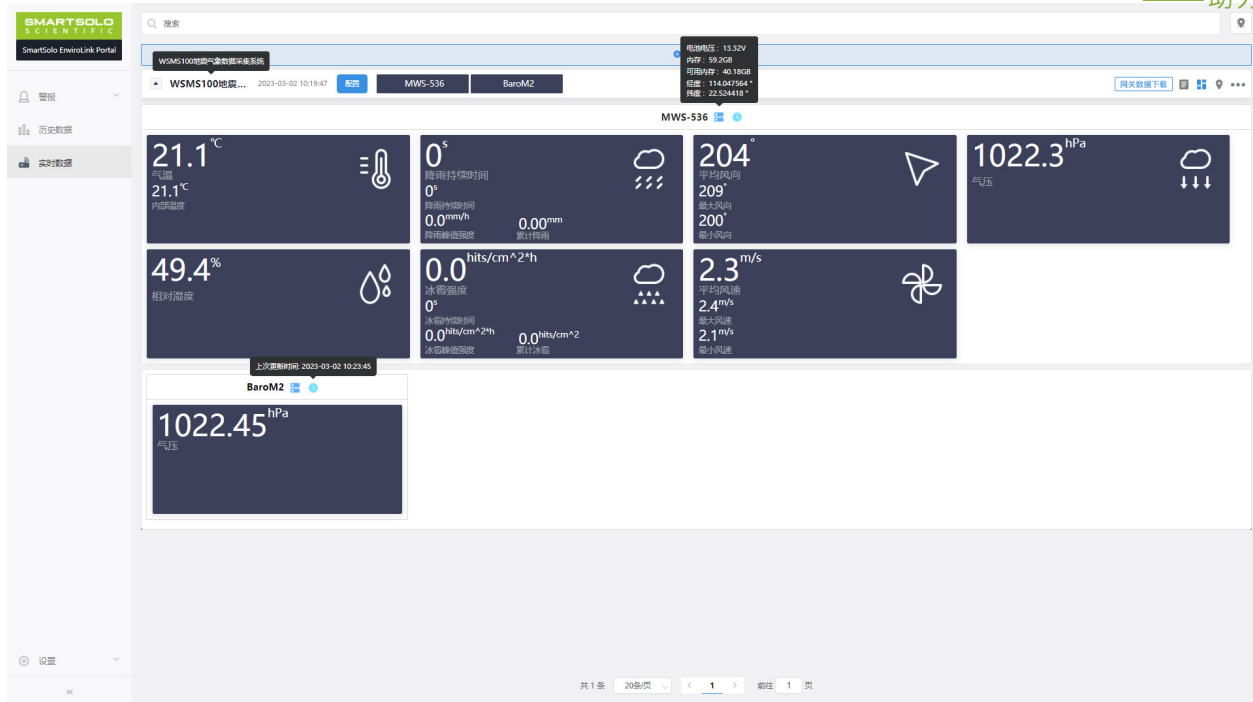 SMARTSOLO
SCIENTIFIC
SmartSolo EnviroLink Portal
警报
历史数据
实时数据
设置
«
搜索
WSMS100地震气象数据采集系统
电池电压: 13.32V
内存: 59.2GB
可用内存: 40.18GB
经度: 114.047564 °
纬度: 22.524418 °
WSMS100地震... 2023-03-02 10:19:47 配置 MWS-536 BaroM2 网关数据下载
MWS-536
21.1℃
气温
21.1℃
内部温度
0s
降雨持续时间
0s
降雨持续时间
0.0mm/h 0.00mm
降雨峰值强度 累计降雨
204°
平均风向
209°
最大风向
200°
最小风向
1022.3hPa
气压
49.4%
相对湿度
0.0hits/cm^2*h
冰雹强度
0s
冰雹持续时间
0.0hits/cm^2*h 0.0hits/cm^2
冰雹峰值强度 累计冰雹
2.3m/s
平均风速
2.4m/s
最大风速
2.1m/s
最小风速
上次更新时间: 2023-03-02 10:23:45
BaroM2
1022.45hPa
气压
共 1 条 20条/页 < 1 > 前往 1 页